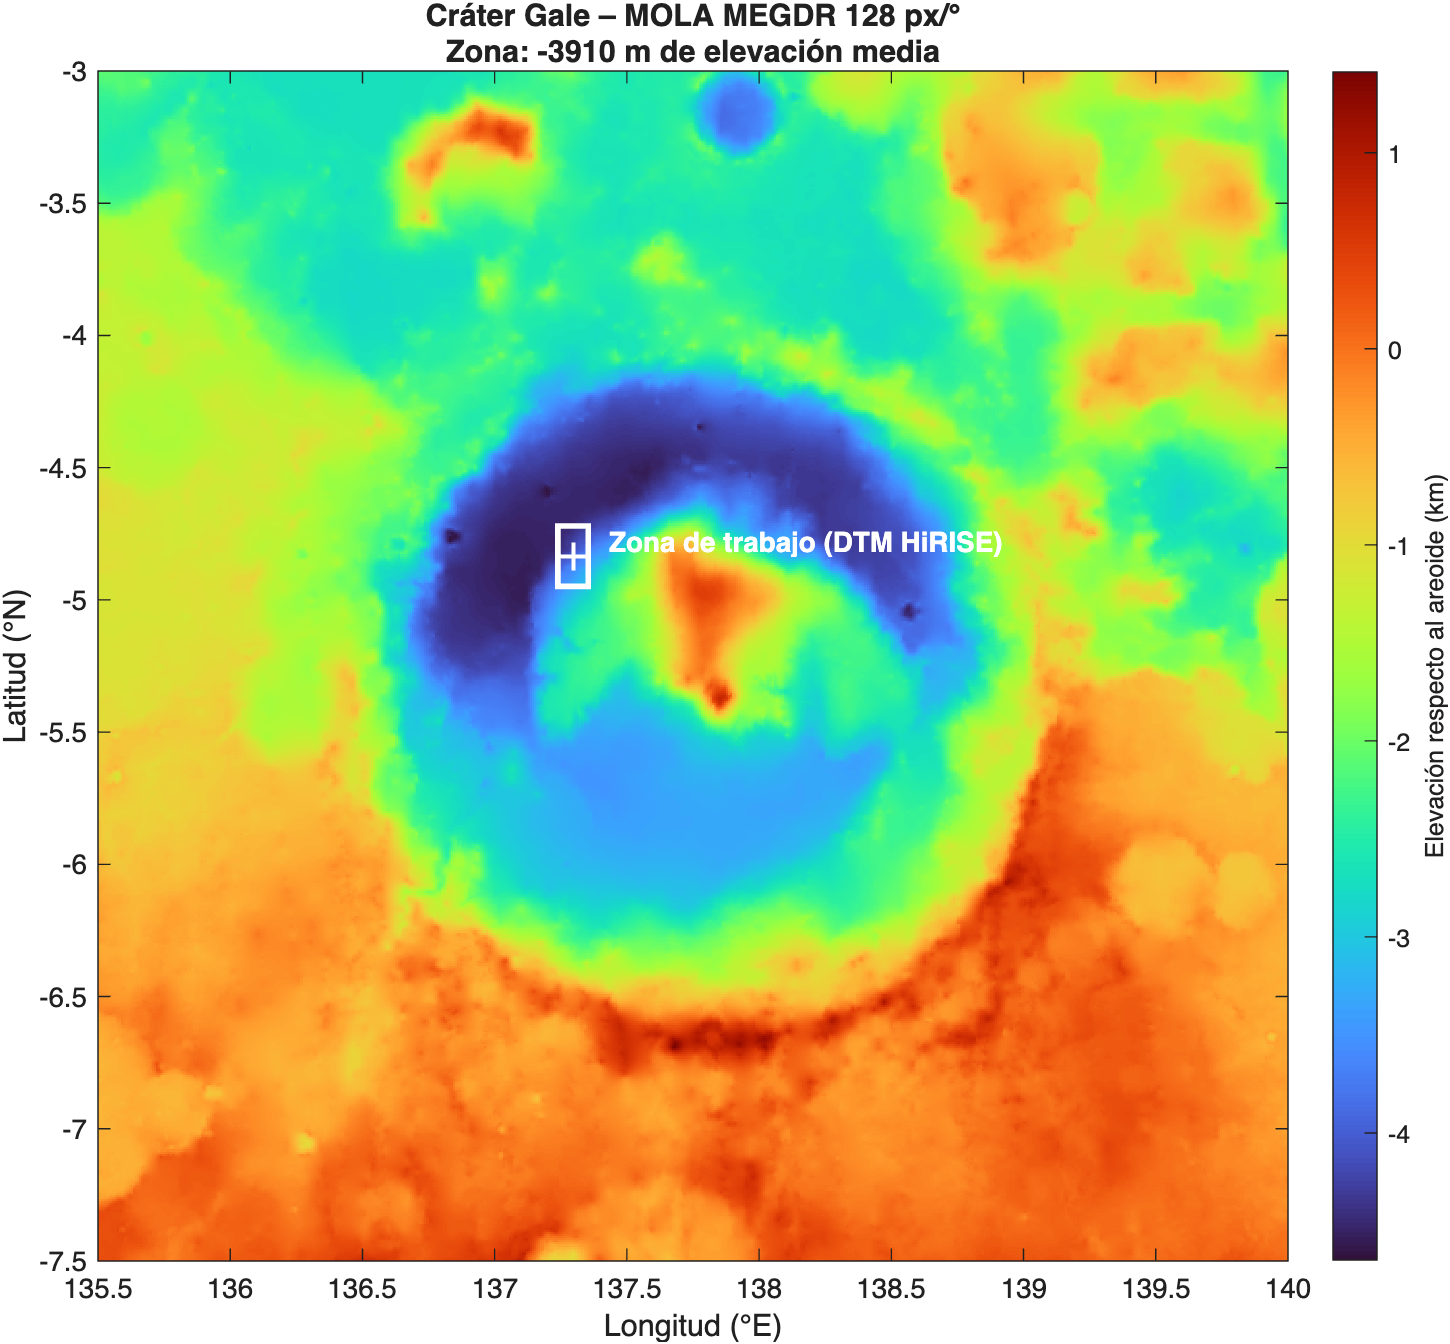 Cráter Gale – MOLA MEGDR 128 px/°
Zona: -3910 m de elevación media
-3
-3.5
-4
-4.5
-5
-5.5
-6
-6.5
-7
-7.5
Latitud (°N)
Zona de trabajo (DTM HiRISE)
135.5 136 136.5 137 137.5 138 138.5 139 139.5 140
Longitud (°E)
1
0
-1
-2
-3
-4
Elevación respecto al areoide (km)